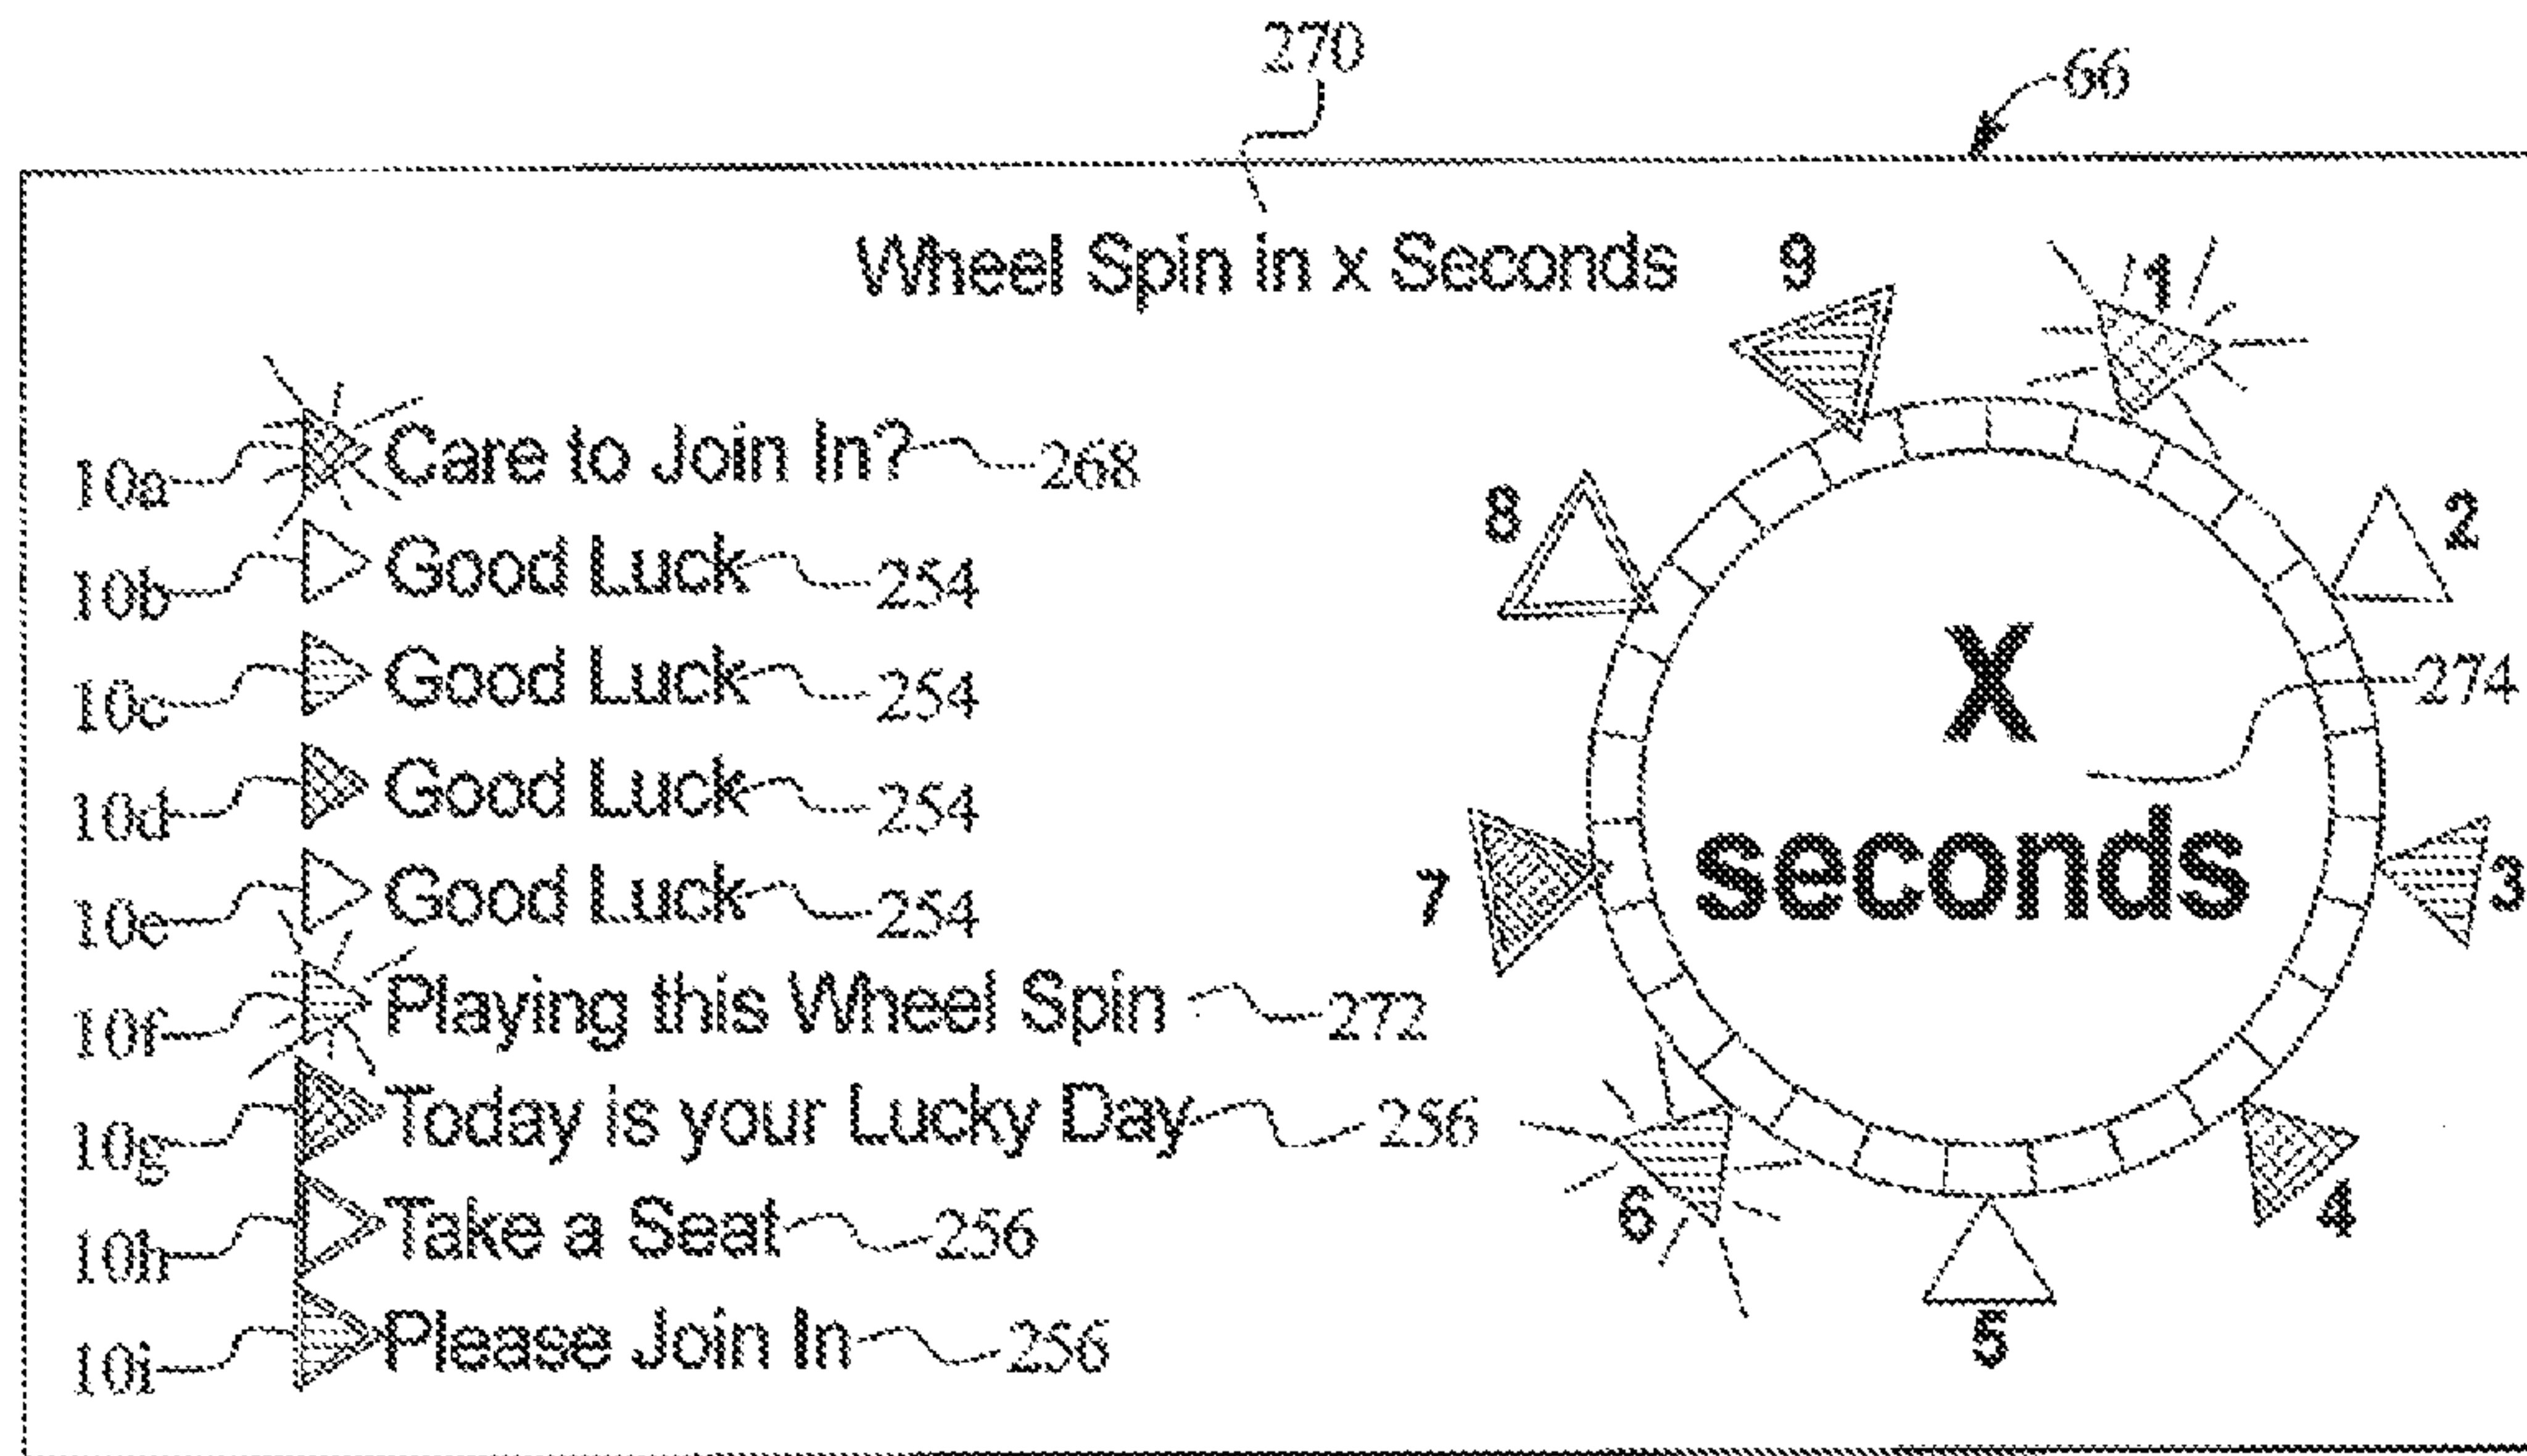 270
66
Wheel Spin in x Seconds
9
1
10a Care to Join In? 268
8
2
10b Good Luck 254
X
10c Good Luck 254
274
10d Good Luck 254
seconds
7
3
10e Good Luck 254
10f Playing this Wheel Spin 272
10g Today is your Lucky Day 256
6
4
10h Take a Seat 256
5
10i Please Join In 256